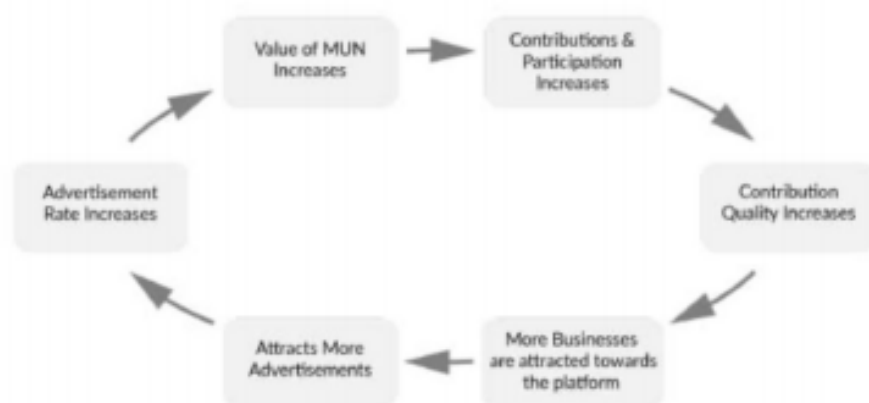 Value of MUN
Increases
Contributions &
Participation
Increases
Contribution
Quality Increases
More Businesses
are attracted towards
the platform
Attracts More
Advertisements
Advertisement
Rate Increases